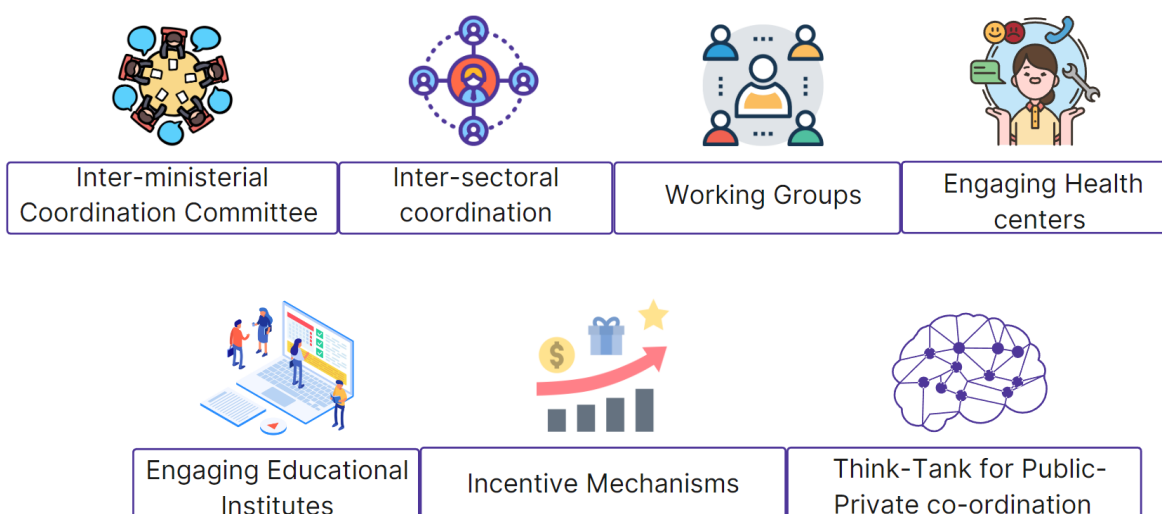 Inter-ministerial
Coordination Committee
Inter-sectoral
coordination
Working Groups
Engaging Health
centers
Engaging Educational
Institutes
Incentive Mechanisms
Think-Tank for Public-
Private co-ordination